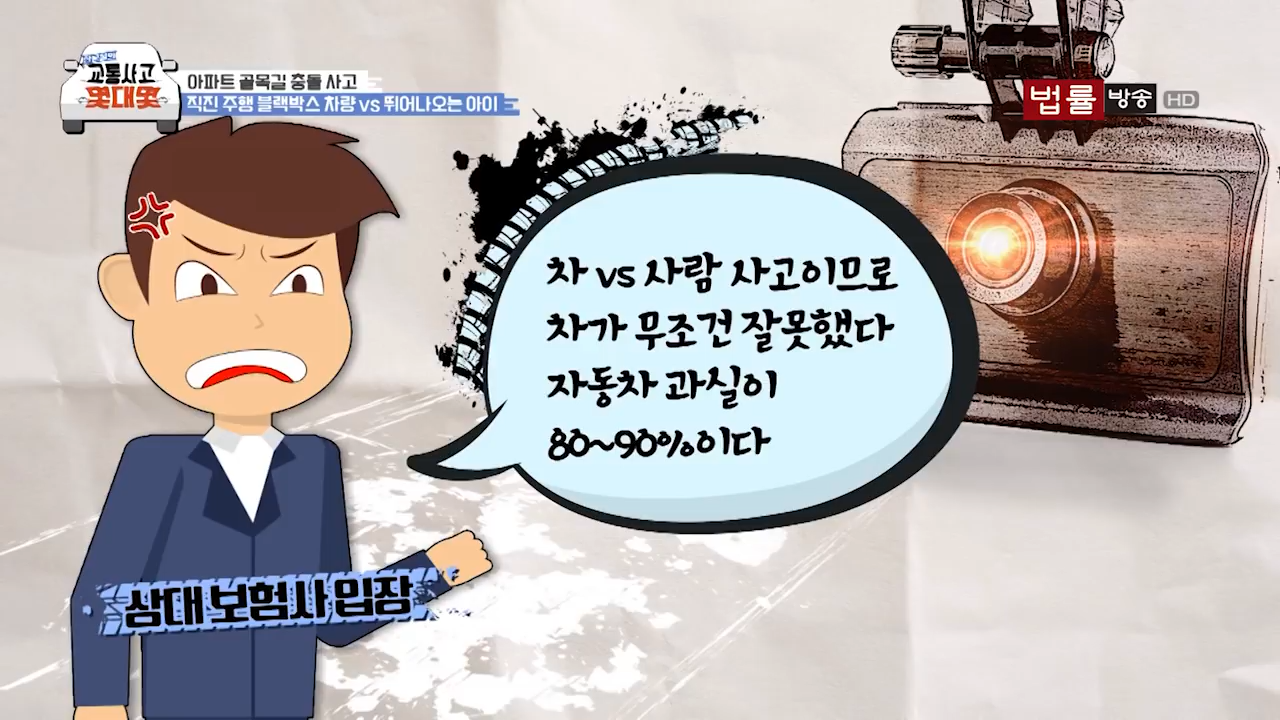 교통사고
몇대몇
아파트 골목길 충돌 사고
직진 주행 블랙박스 차량 vs 뛰어나오는 아이
법률방송 HD
차 vs 사람 사고이므로
차가 무조건 잘못했다
자동차 과실이
80~90%이다
상대 보험사 입장